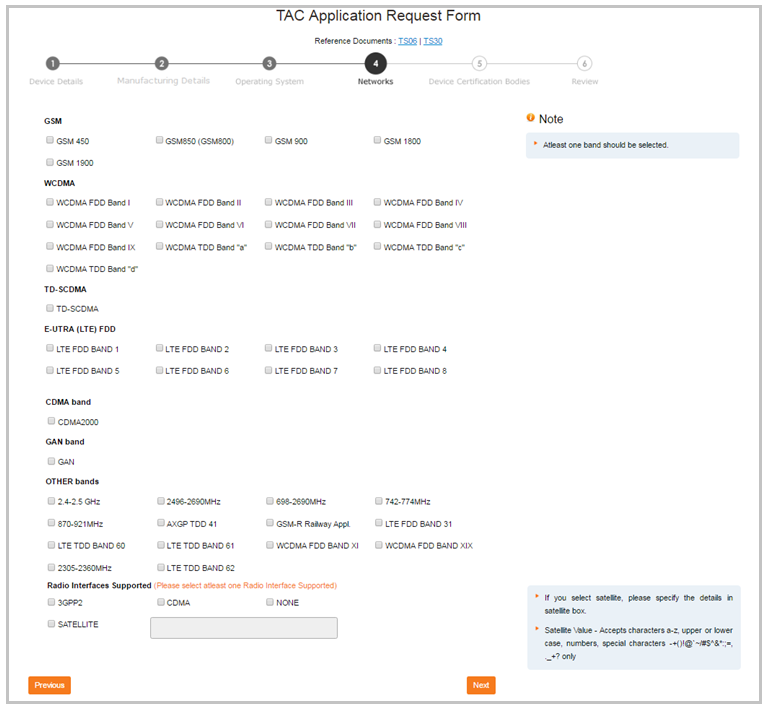 TAC Application Request Form
Reference Documents : TS06 | TS30
1 2 3 4 5 6
Device Details Manufacturing Details Operating System Networks Device Certification Bodies Review
GSM
GSM 450 GSM850 (GSM800) GSM 900 GSM 1800
GSM 1900
Note
Atleast one band should be selected.
WCDMA
WCDMA FDD Band I WCDMA FDD Band II WCDMA FDD Band III WCDMA FDD Band IV
WCDMA FDD Band V WCDMA FDD Band VI WCDMA FDD Band VII WCDMA FDD Band VIII
WCDMA FDD Band IX WCDMA TDD Band "a" WCDMA TDD Band "b" WCDMA TDD Band "c"
WCDMA TDD Band "d"
TD-SCDMA
TD-SCDMA
E-UTRA (LTE) FDD
LTE FDD BAND 1 LTE FDD BAND 2 LTE FDD BAND 3 LTE FDD BAND 4
LTE FDD BAND 5 LTE FDD BAND 6 LTE FDD BAND 7 LTE FDD BAND 8
CDMA band
CDMA2000
GAN band
GAN
OTHER bands
2.4-2.5 GHz 2496-2690MHz 698-2690MHz 742-774MHz
870-921MHz AXGP TDD 41 GSM-R Railway Appl. LTE FDD BAND 31
LTE TDD BAND 60 LTE TDD BAND 61 WCDMA FDD BAND XI WCDMA FDD BAND XIX
2305-2360MHz LTE TDD BAND 62
Radio Interfaces Supported (Please select atleast one Radio Interface Supported)
3GPP2 CDMA NONE
SATELLITE
If you select satellite, please specify the details in
satellite box.
Satellite Value - Accepts characters a-z, upper or lower
case, numbers, special characters -+()!@`~/#$^&*:;=,
._+? only
Previous Next